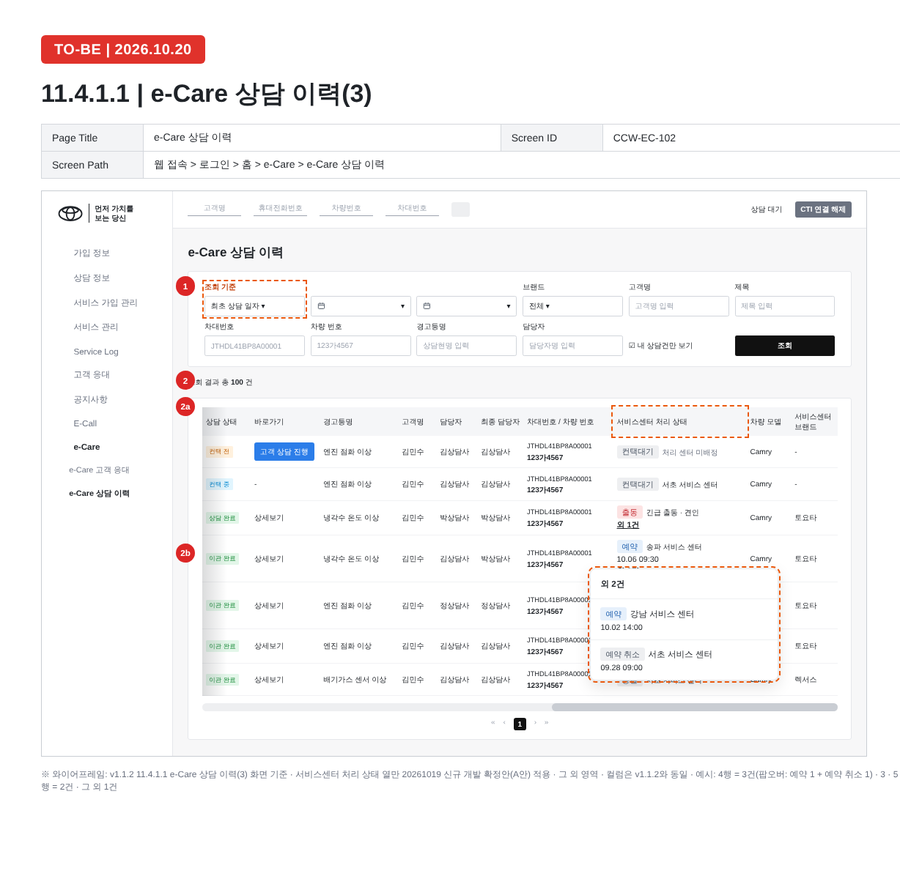 TO-BE | 2026.10.20
11.4.1.1 | e-Care 상담 이력(3)
Page Title e-Care 상담 이력 Screen ID CCW-EC-102
Screen Path 웹 접속 > 로그인 > 홈 > e-Care > e-Care 상담 이력
먼저 가치를
보는 당신
고객명 휴대전화번호 차량번호 차대번호 상담 대기 CTI 연결 해제
가입 정보
상담 정보
서비스 가입 관리
서비스 관리
Service Log
고객 응대
공지사항
E-Call
e-Care
e-Care 고객 응대
e-Care 상담 이력
e-Care 상담 이력
1
조회 기준 브랜드 고객명 제목
최초 상담 일자 ▾ ▾ ▾ 전체 ▾ 고객명 입력 제목 입력
차대번호 차량 번호 경고등명 담당자
JTHDL41BP8A00001 123가4567 상담현명 입력 담당자명 입력 ☑ 내 상담건만 보기 조회
2
회 결과 총 100 건
2a
상담 상태 바로가기 경고등명 고객명 담당자 최종 담당자 차대번호 / 차량 번호 서비스센터 처리 상태 차량 모델 서비스센터
브랜드
컨택 전 고객 상담 진행 엔진 점화 이상 김민수 김상담사 김상담사 JTHDL41BP8A00001
123가4567 컨택대기 처리 센터 미배정 Camry -
컨택 중 - 엔진 점화 이상 김민수 김상담사 김상담사 JTHDL41BP8A00001
123가4567 컨택대기 서초 서비스 센터 Camry -
상담 완료 상세보기 냉각수 온도 이상 김민수 박상담사 박상담사 JTHDL41BP8A00001
123가4567 출동 긴급 출동 · 견인
외 1건 Camry 토요타
2b
이관 완료 상세보기 냉각수 온도 이상 김민수 김상담사 박상담사 JTHDL41BP8A00001
123가4567 예약 송파 서비스 센터
10.06 09:30 Camry 토요타
이관 완료 상세보기 엔진 점화 이상 김민수 정상담사 정상담사 JTHDL41BP8A0000
123가4567 토요타
이관 완료 상세보기 엔진 점화 이상 김민수 김상담사 김상담사 JTHDL41BP8A0000
123가4567 토요타
이관 완료 상세보기 배기가스 센서 이상 김민수 김상담사 김상담사 JTHDL41BP8A0000
123가4567 렉서스
외 2건
예약 강남 서비스 센터
10.02 14:00
예약 취소 서초 서비스 센터
09.28 09:00
« ‹ 1 › »
※ 와이어프레임: v1.1.2 11.4.1.1 e-Care 상담 이력(3) 화면 기준 · 서비스센터 처리 상태 열만 20261019 신규 개발 확정안(A안) 적용 · 그 외 영역 · 컬럼은 v1.1.2와 동일 · 예시: 4행 = 3건(팝오버: 예약 1 + 예약 취소 1) · 3 · 5
행 = 2건 · 그 외 1건